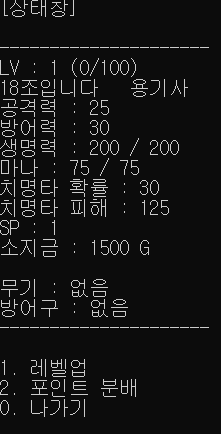 [상태창]
--------------------
LV : 1 (0/100)
18조입니다 용기사
공격력 : 25
방어력 : 30
생명력 : 200 / 200
마나 : 75 / 75
치명타 확률 : 30
치명타 피해 : 125
SP : 1
소지금 : 1500 G
무기 : 없음
방어구 : 없음
--------------------
1. 레벨업
2. 포인트 분배
0. 나가기